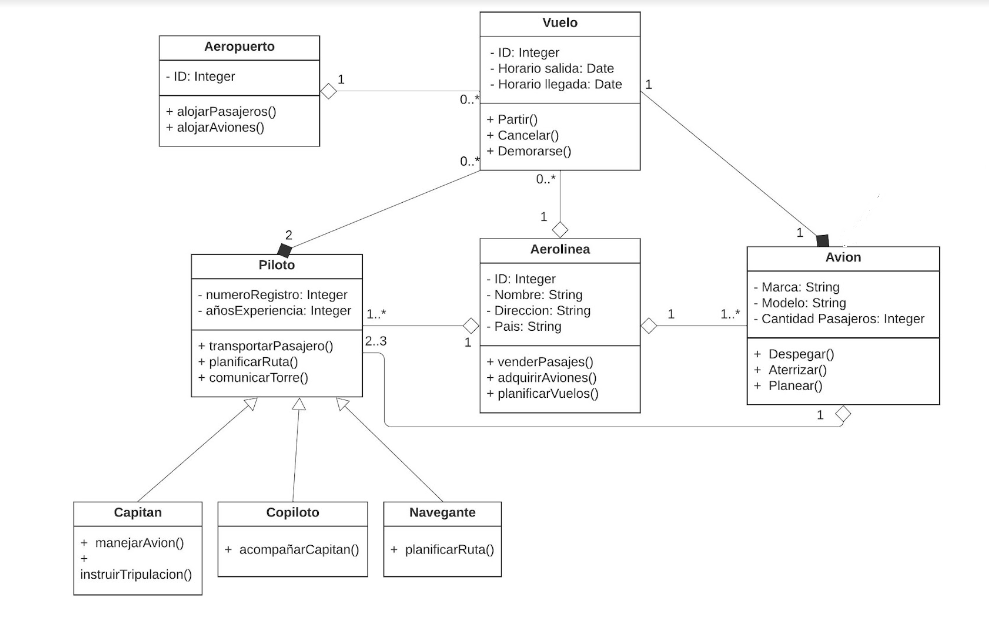 Aeropuerto
- ID: Integer
+ alojarPasajeros()
+ alojarAviones()
1
0..*
Vuelo
- ID: Integer
- Horario salida: Date
- Horario llegada: Date
+ Partir()
+ Cancelar()
+ Demorarse()
1
0..*
0..*
2
1
1
Piloto
- numeroRegistro: Integer
- añosExperiencia: Integer
+ transportarPasajero()
+ planificarRuta()
+ comunicarTorre()
1..*
1
2..3
Aerolinea
- ID: Integer
- Nombre: String
- Direccion: String
- Pais: String
+ venderPasajes()
+ adquirirAviones()
+ planificarVuelos()
1
1..*
Avion
- Marca: String
- Modelo: String
- Cantidad Pasajeros: Integer
+ Despegar()
+ Aterrizar()
+ Planear()
1
Capitan
+ manejarAvion()
+
instruirTripulacion()
Copiloto
+ acompañarCapitan()
Navegante
+ planificarRuta()